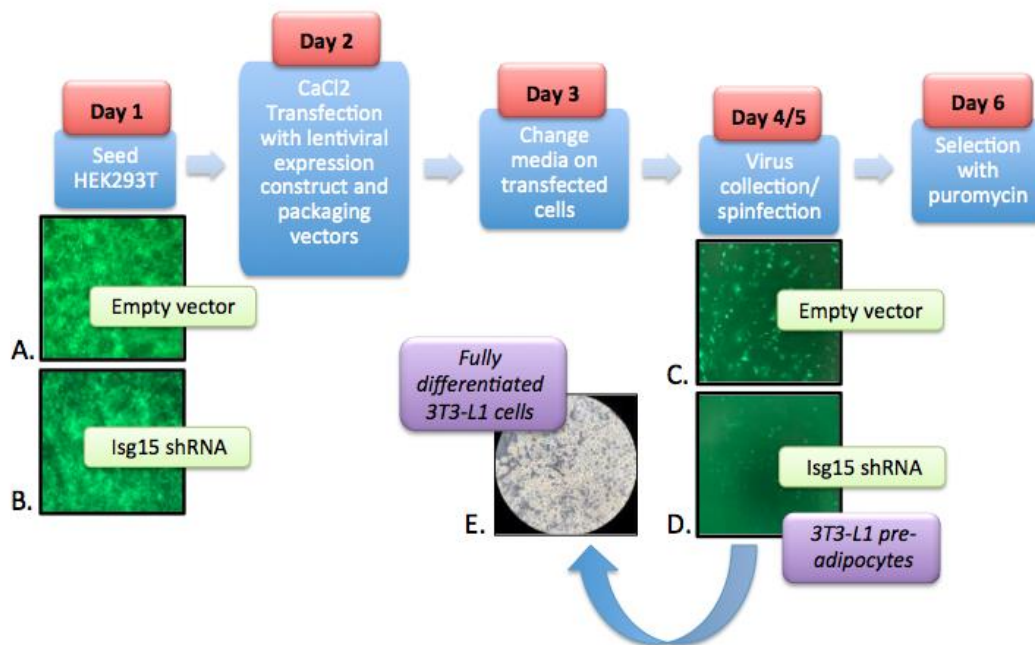 Day 1
Seed
HEK293T
Day 2
CaCl2
Transfection
with lentiviral
expression
construct and
packaging
vectors
Day 3
Change
media on
transfected
cells
Day 4/5
Virus
collection/
spinfection
Day 6
Selection
with
puromycin
Empty vector
A.
Isg15 shRNA
B.
Fully
differentiated
3T3-L1 cells
E.
Empty vector
C.
Isg15 shRNA
D.
3T3-L1 pre-
adipocytes